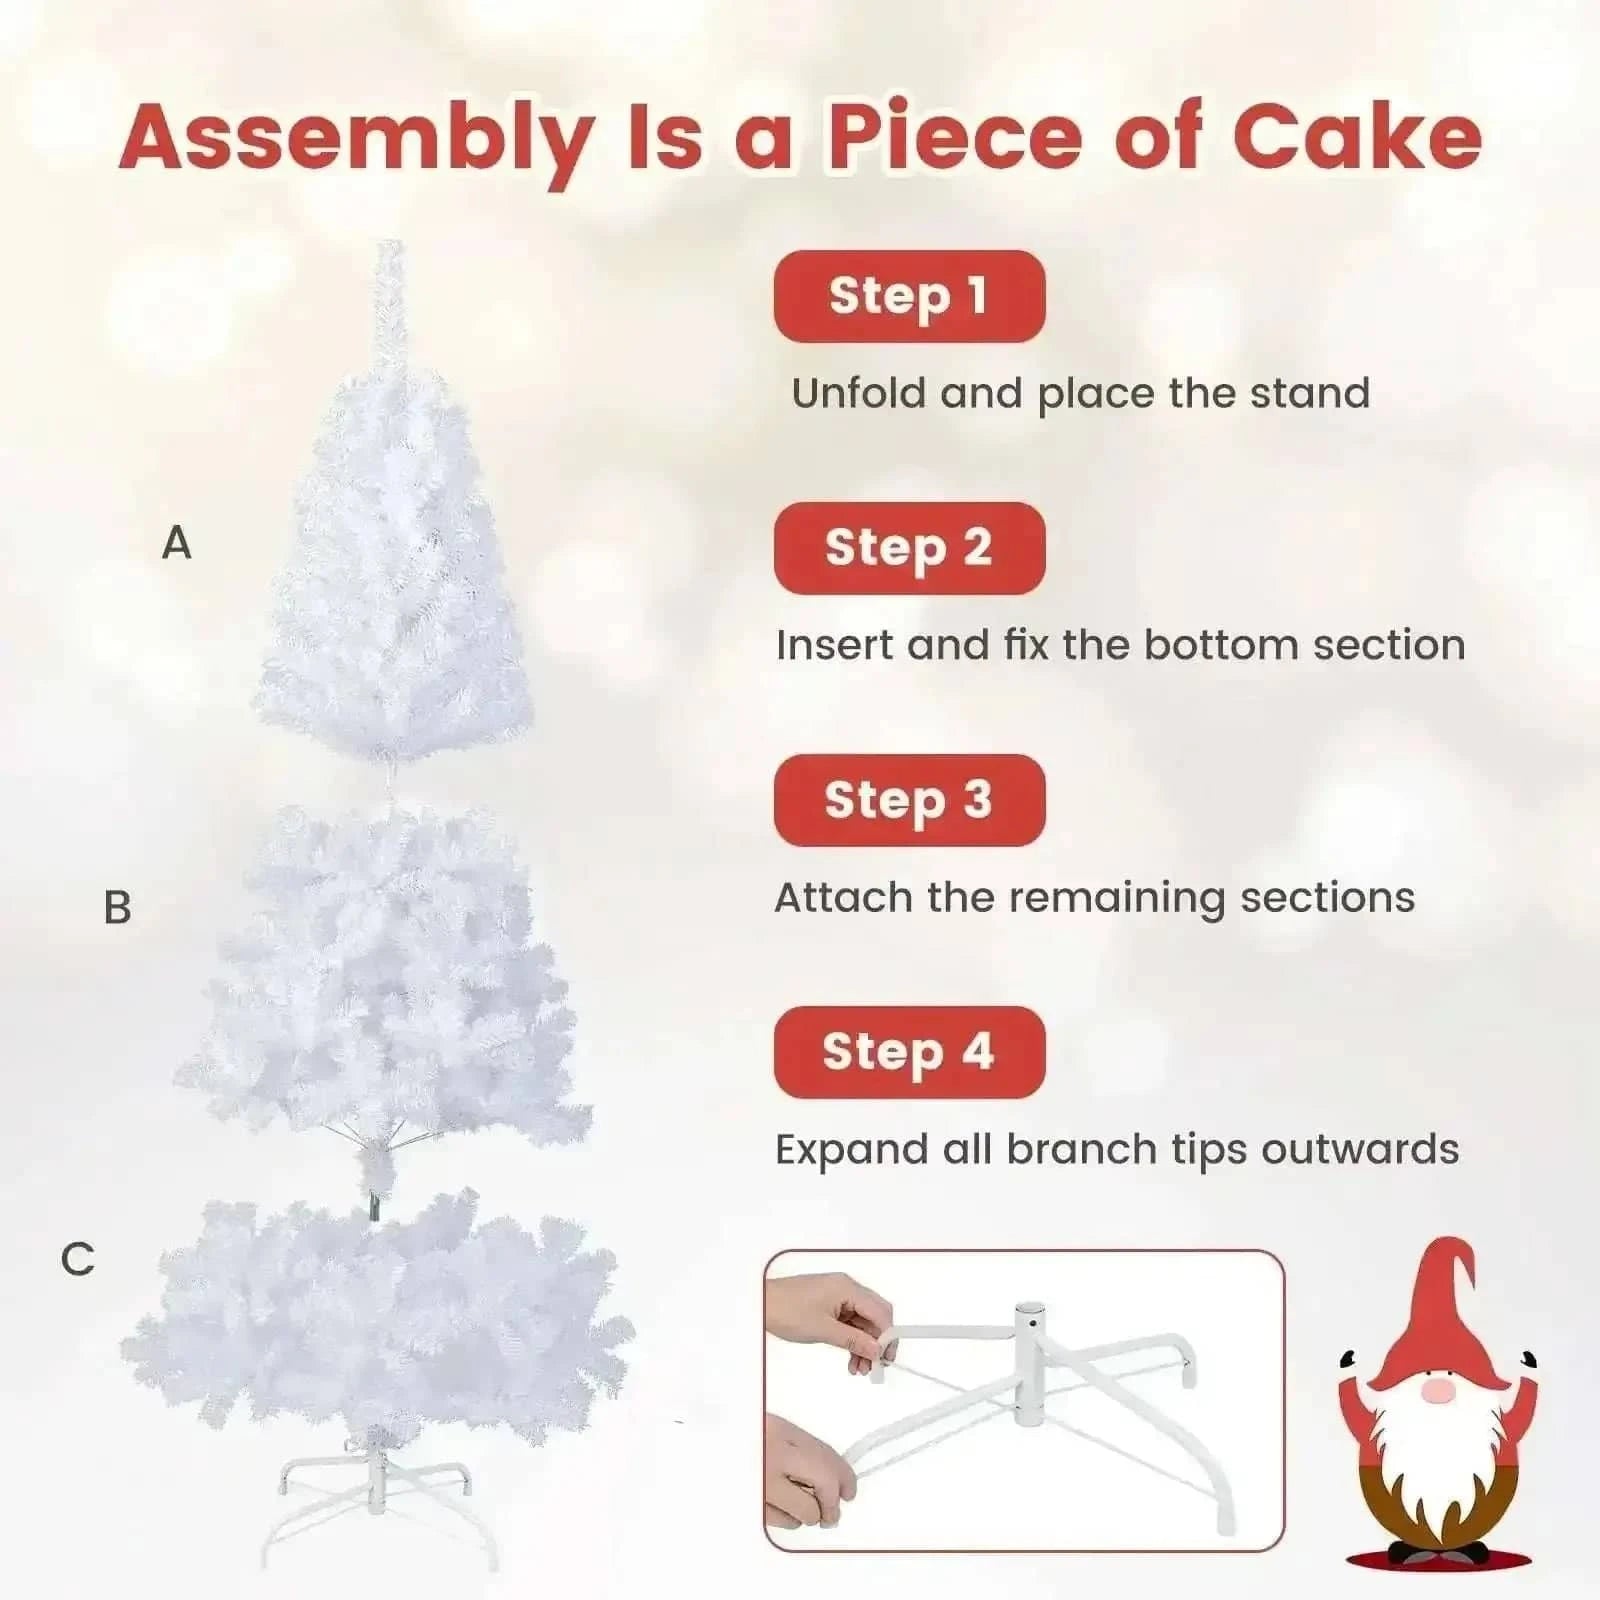 Assembly Is a Piece of Cake
Step 1
Unfold and place the stand
Step 2
Insert and fix the bottom section
Step 3
Attach the remaining sections
Step 4
Expand all branch tips outwards
A
B
C